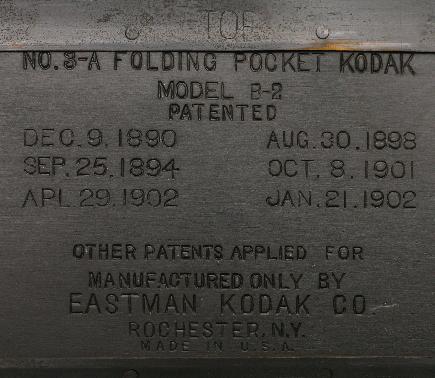 TOP
NO. 3-A FOLDING POCKET KODAK
MODEL B-2
PATENTED
DEC. 9. 1890 AUG. 30. 1898
SEP. 25. 1894 OCT. 8. 1901
APL. 29. 1902 JAN. 21. 1902
OTHER PATENTS APPLIED FOR
MANUFACTURED ONLY BY
EASTMAN KODAK CO.
ROCHESTER, N.Y.
MADE IN U.S.A.